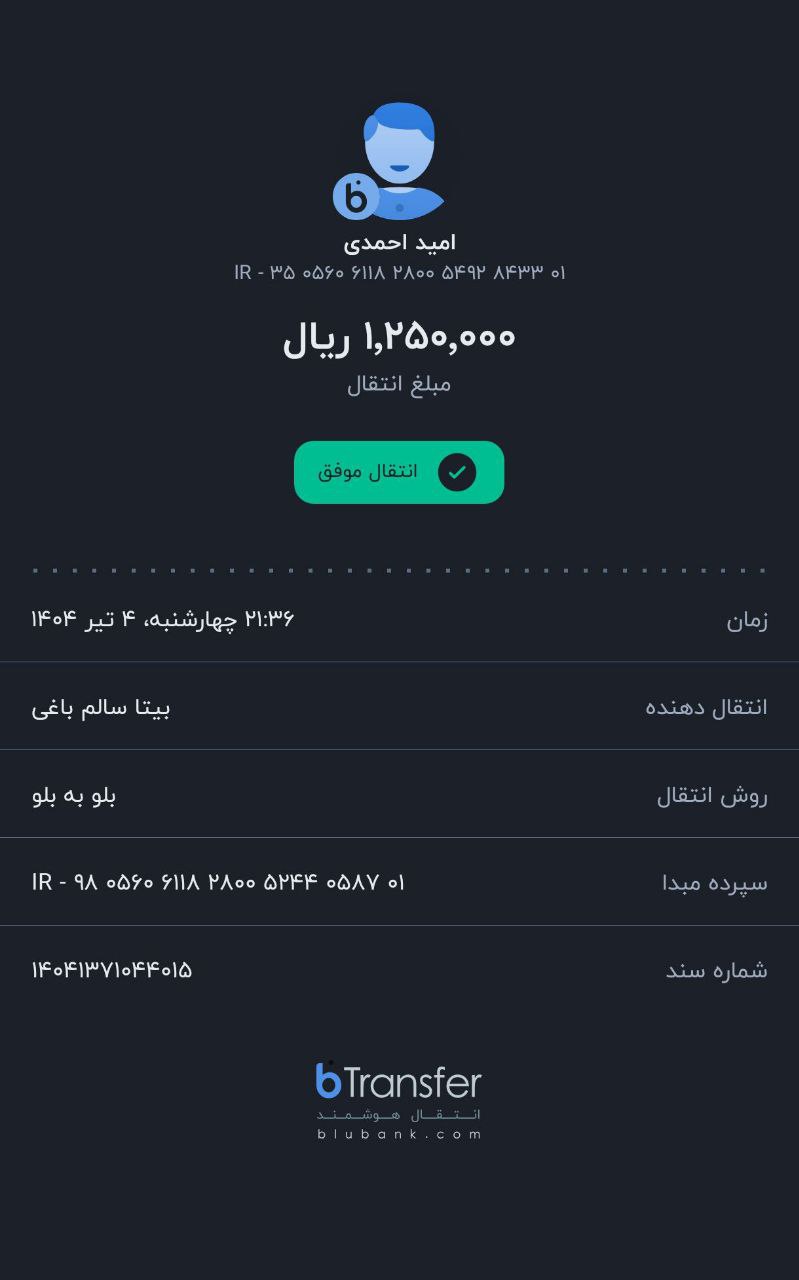 امید احمدی
IR - ۳۵ ۰۵۶۰ ۶۱۱۸ ۲۸۰۰ ۵۴۹۲ ۸۴۳۳ ۰۱
۱,۲۵۰,۰۰۰ ریال
مبلغ انتقال
انتقال موفق
زمان ۲۱:۳۶ چهارشنبه، ۴ تیر ۱۴۰۴
انتقال دهنده بیتا سالم باغی
روش انتقال بلو به بلو
سپرده مبدا IR - ۹۸ ۰۵۶۰ ۶۱۱۸ ۲۸۰۰ ۵۲۴۴ ۰۵۸۷ ۰۱
شماره سند ۱۴۰۴۱۳۷۱۰۴۴۰۱۵
bTransfer
انتقال هوشمند
blubank.com